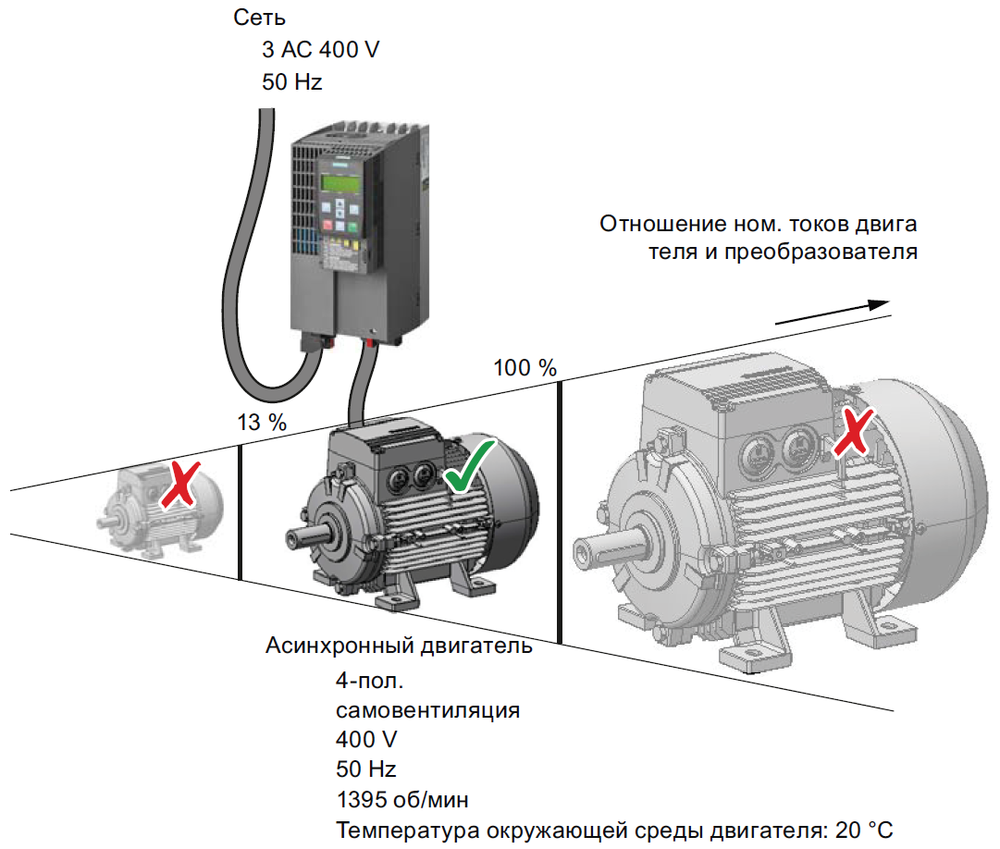 Сеть
3 AC 400 V
50 Hz
Отношение ном. токов двига
теля и преобразователя
100 %
13 %
Асинхронный двигатель
4-пол.
самовентиляция
400 V
50 Hz
1395 об/мин
Температура окружающей среды двигателя: 20 °C